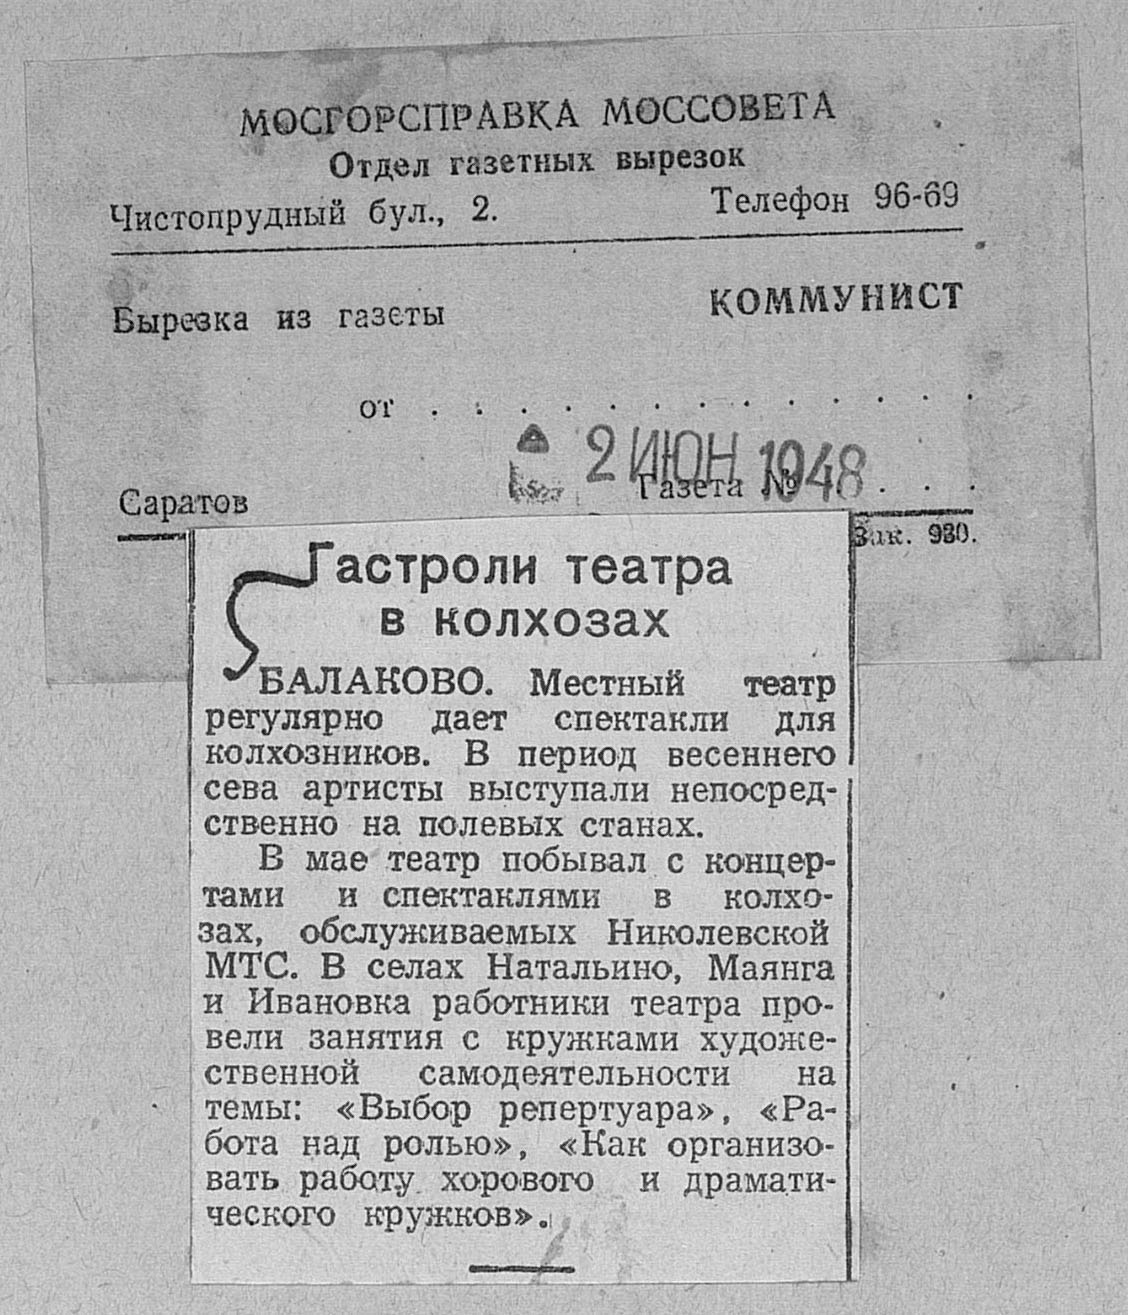 МОСГОРСПРАВКА МОССОВЕТА
Отдел газетных вырезок
Чистопрудный бул., 2. Телефон 96-69
Вырезка из газеты КОММУНИСТ
от . . . . . . . . . . . . .
2 ИЮН 1948
Саратов Газета № . . .
Зак. 930.
Гастроли театра
в колхозах
БАЛАКОВО. Местный театр
регулярно дает спектакли для
колхозников. В период весеннего
сева артисты выступали непосред-
ственно на полевых станах.
В мае театр побывал с концер-
тами и спектаклями в колхо-
зах, обслуживаемых Николевской
МТС. В селах Натальино, Маянга
и Ивановка работники театра про-
вели занятия с кружками художе-
ственной самодеятельности на
темы: «Выбор репертуара», «Ра-
бота над ролью», «Как организо-
вать работу хорового и драмати-
ческого кружков».